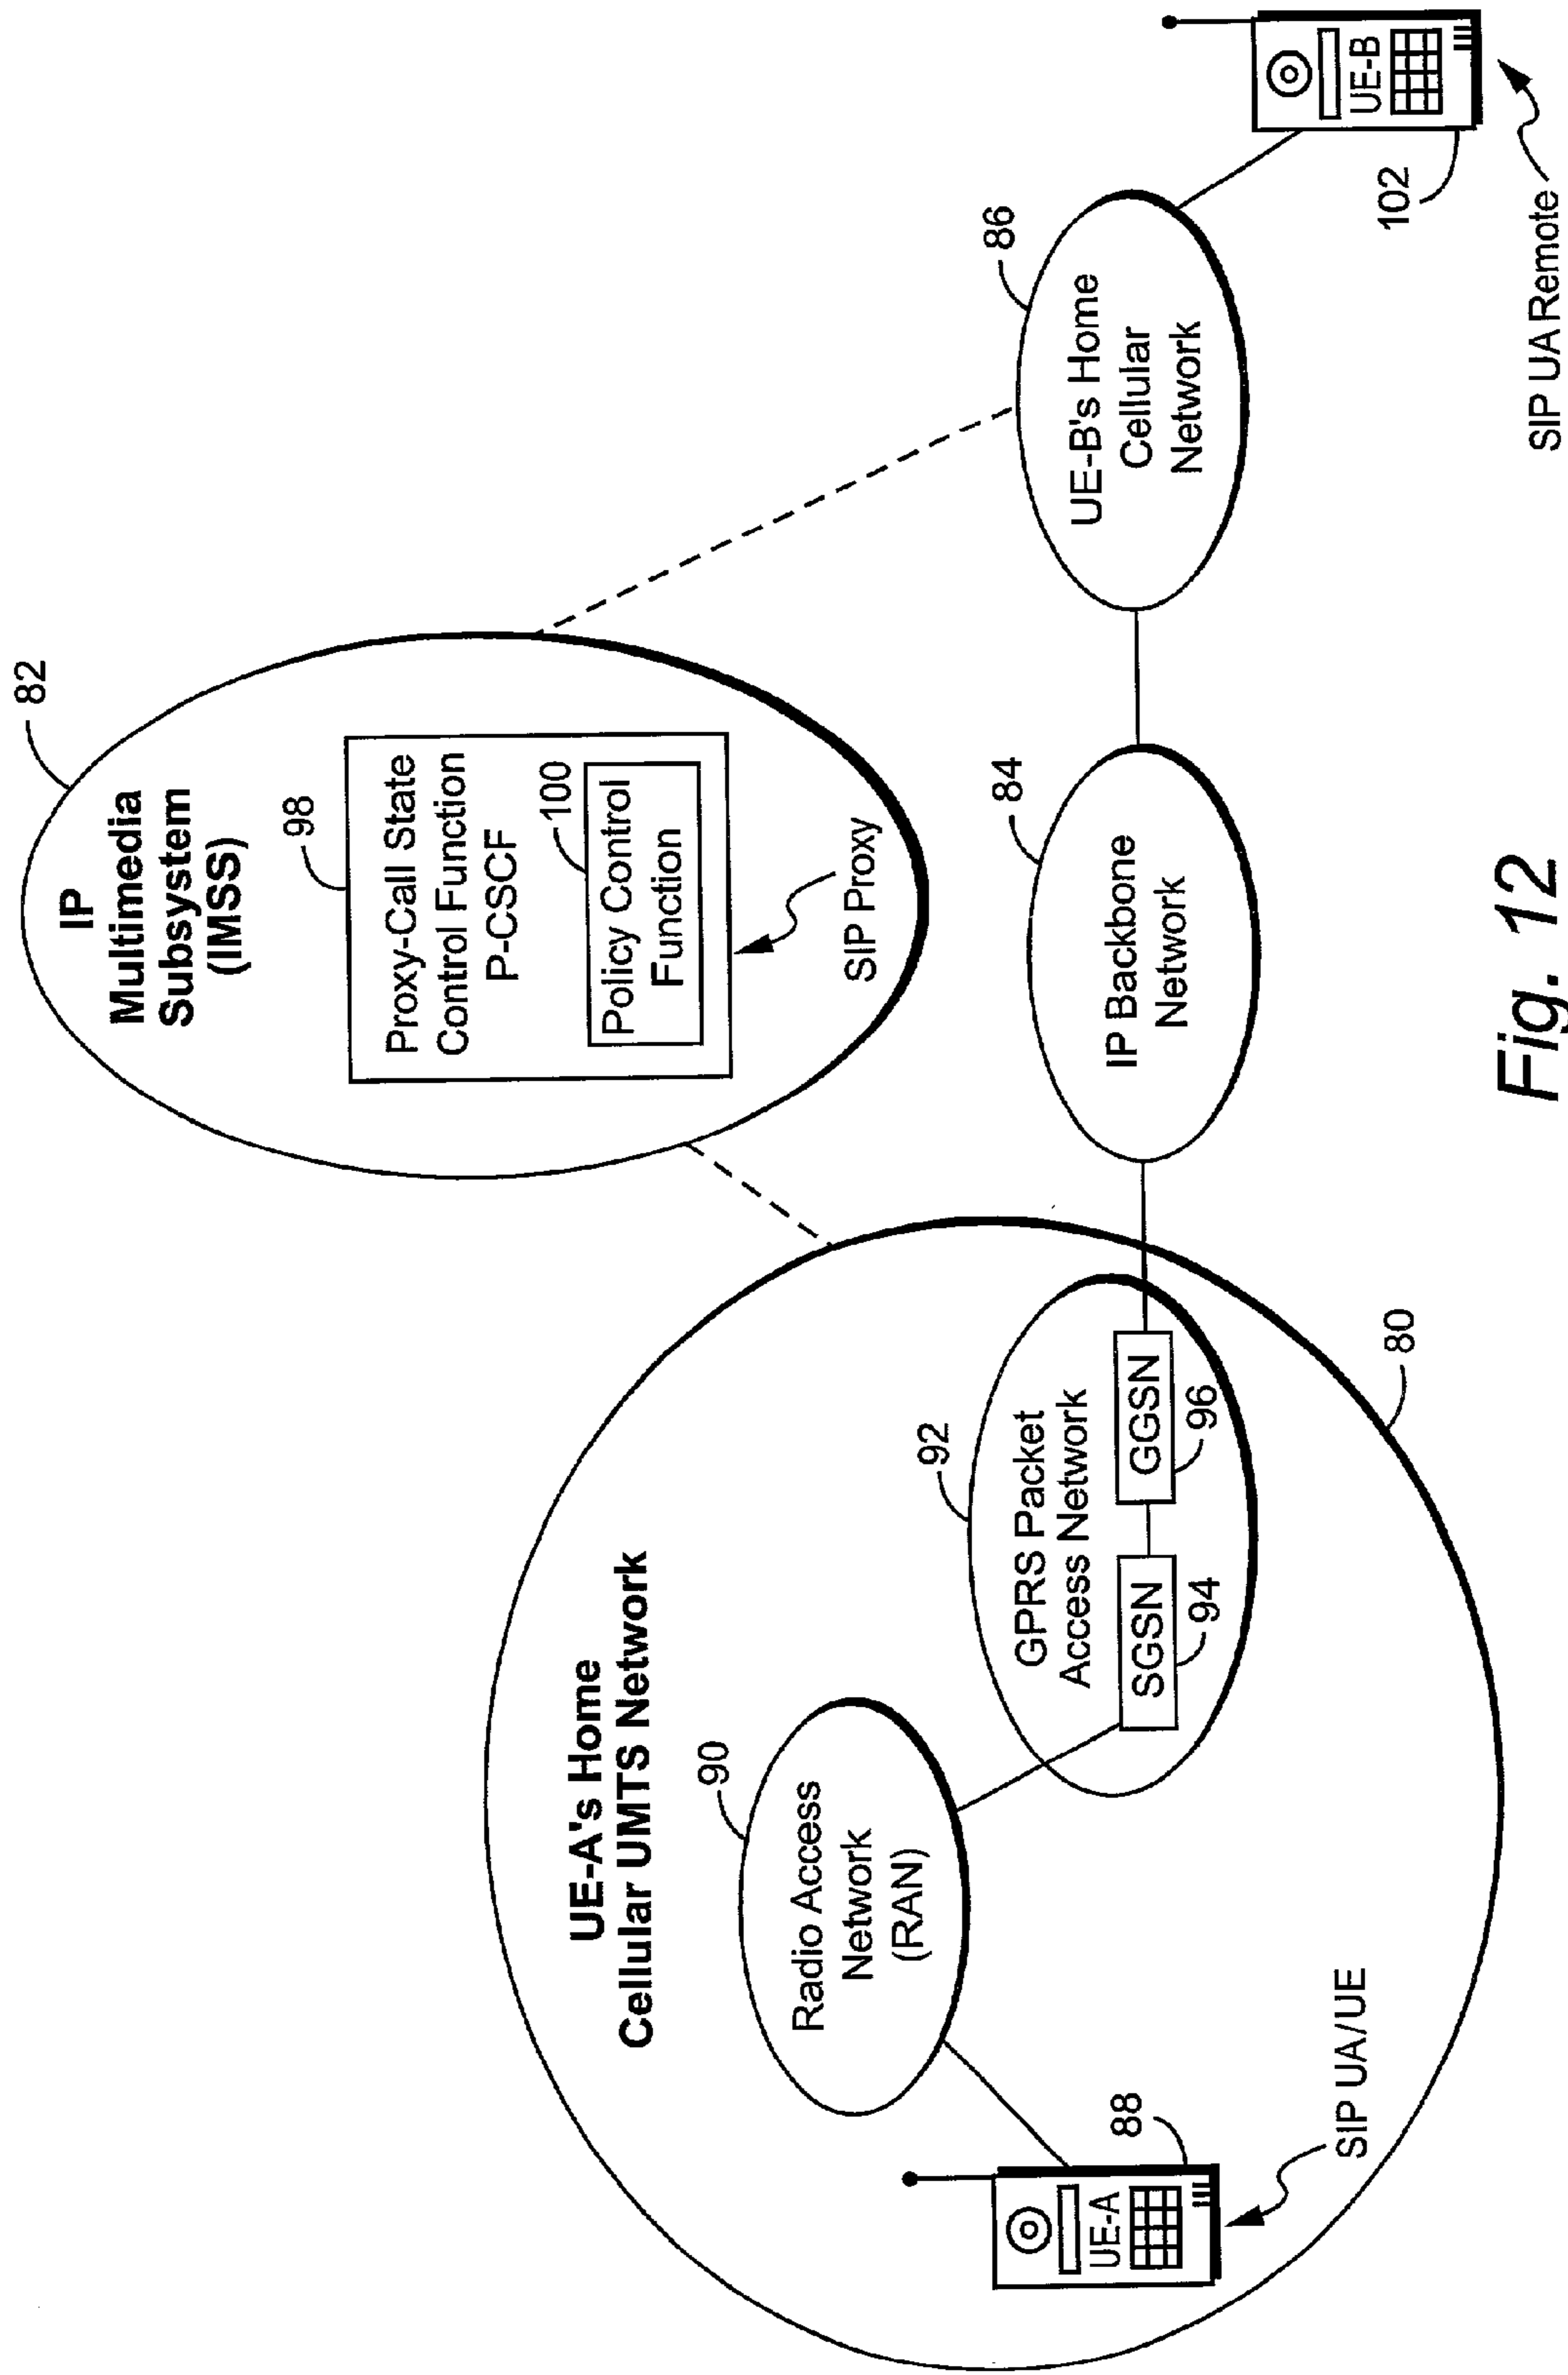 IP
Multimedia
Subsystem
(IMSS)
82
98
Proxy-Call State
Control Function
P-CSCF
100
Policy Control
Function
SIP Proxy
UE-A's Home
Cellular UMTS Network
90
Radio Access
Network
(RAN)
92
GPRS Packet
Access Network
SGSN
94
GGSN
96
80
UE-A
88
SIP UA/UE
84
IP Backbone
Network
86
UE-B's Home
Cellular
Network
UE-B
102
SIP UA Remote
Fig. 12